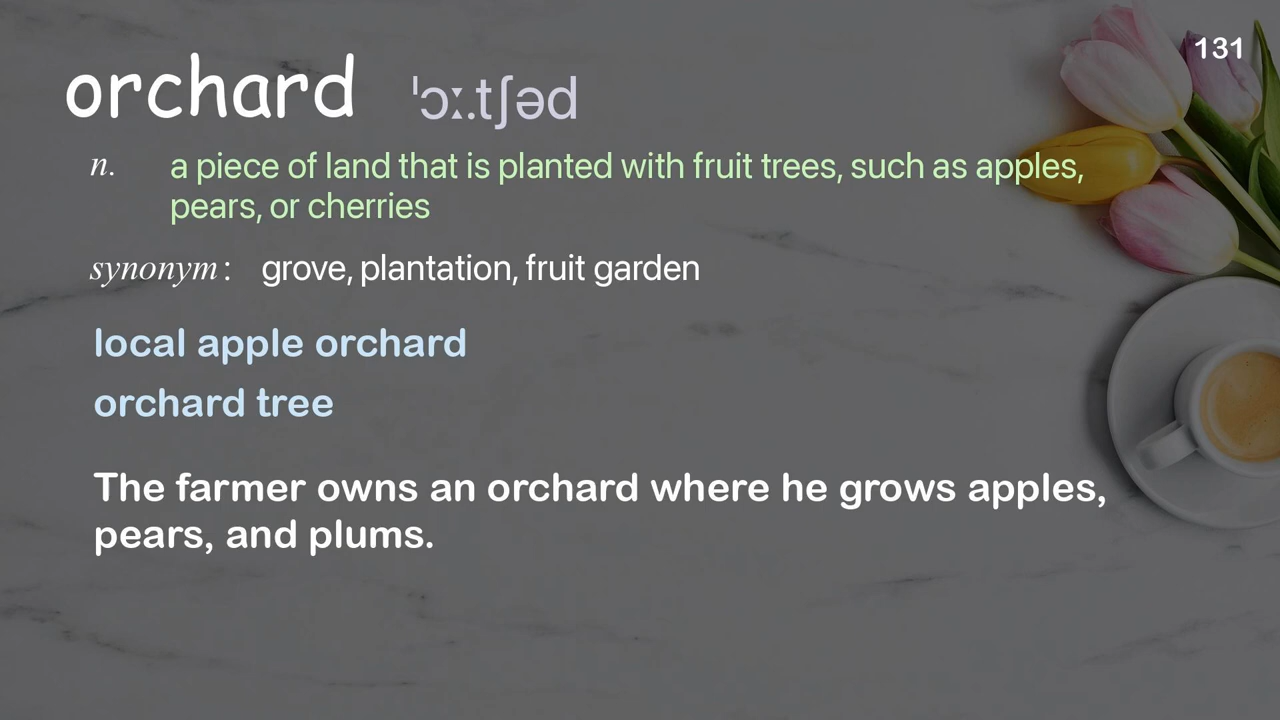 131
orchard ˈɔː.tʃəd
n. a piece of land that is planted with fruit trees, such as apples,
pears, or cherries
synonym: grove, plantation, fruit garden
local apple orchard
orchard tree
The farmer owns an orchard where he grows apples,
pears, and plums.